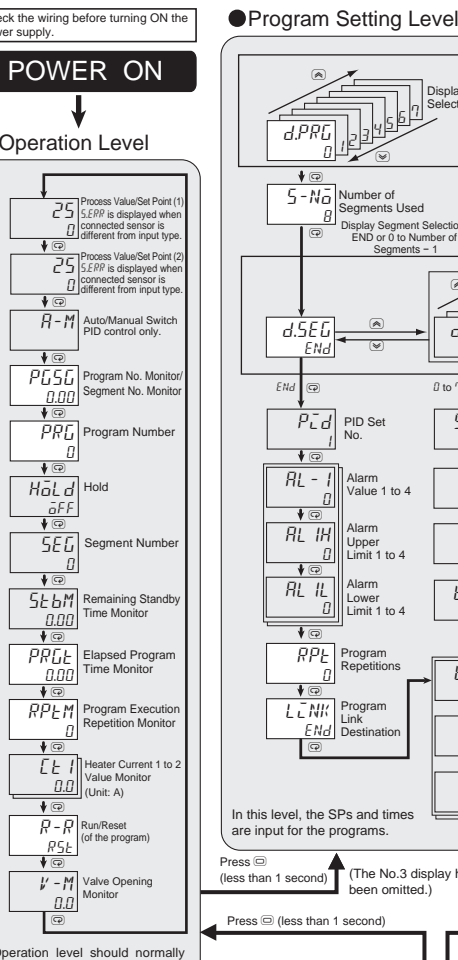 eck the wiring before turning ON the
wer supply.
POWER ON
Operation Level
25
0
Process Value/Set Point (1)
S.ERR is displayed when
connected sensor is
different from input type.
25
0
Process Value/Set Point (2)
S.ERR is displayed when
connected sensor is
different from input type.
A-M
Auto/Manual Switch
PID control only.
PGSG
0.00
Program No. Monitor/
Segment No. Monitor
PRG
0
Program Number
HOLd
OFF
Hold
SEG
0
Segment Number
StbM
0.00
Remaining Standby
Time Monitor
PRGt
0.00
Elapsed Program
Time Monitor
RPtM
0
Program Execution
Repetition Monitor
Ct 1
0.0
Heater Current 1 to 2
Value Monitor
(Unit: A)
R-R
RSt
Run/Reset
(of the program)
V-M
0.0
Valve Opening
Monitor
Operation level should normally
●Program Setting Level
d.PRG
0 1 2 3 4 5 6 7
Displa
Select
S-No
8
Number of
Segments Used
Display Segment Selectio
END or 0 to Number of
Segments − 1
d.SEG
ENd
ENd
0 to
Pid
1
PID Set
No.
AL-1
0
Alarm
Value 1 to 4
AL 1H
0
Alarm
Upper
Limit 1 to 4
AL 1L
0
Alarm
Lower
Limit 1 to 4
RPt
0
Program
Repetitions
LiNK
ENd
Program
Link
Destination
In this level, the SPs and times
are input for the programs.
Press
(less than 1 second)
(The No.3 display h
been omitted.)
Press (less than 1 second)